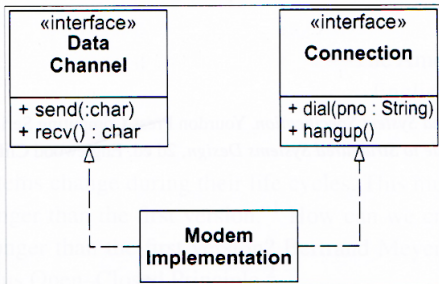 «interface»
Data
Channel
+ send(:char)
+ recv() : char
«interface»
Connection
+ dial(pno : String)
+ hangup()
Modem
Implementation